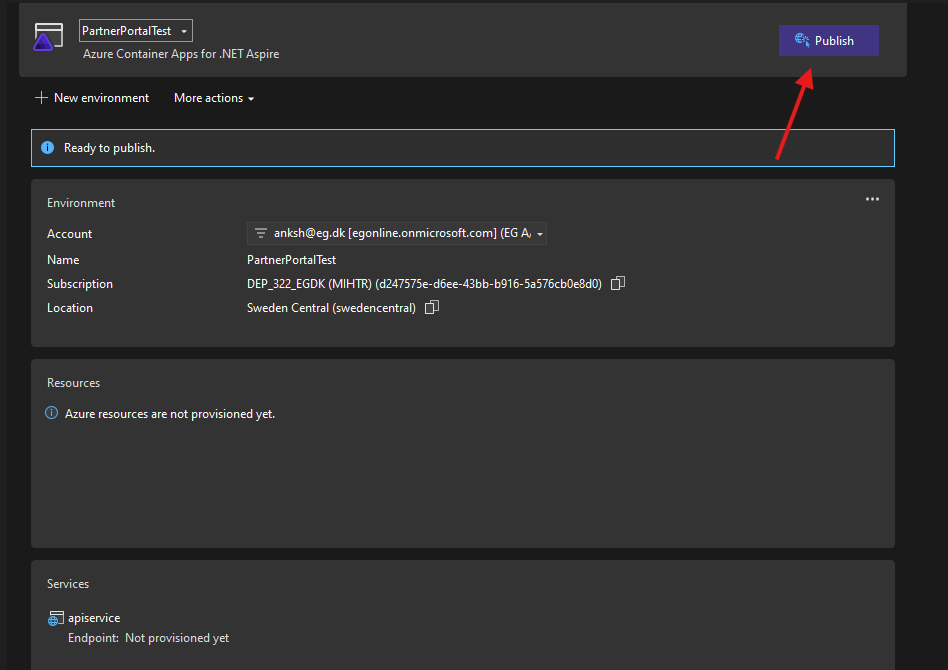 PartnerPortalTest
Azure Container Apps for .NET Aspire
Publish
New environment More actions
Ready to publish.
Environment
Account anksh@eg.dk [egonline.onmicrosoft.com] (EG A/
Name PartnerPortalTest
Subscription DEP_322_EGDK (MIHTR) (d247575e-d6ee-43bb-b916-5a576cb0e8d0)
Location Sweden Central (swedencentral)
Resources
Azure resources are not provisioned yet.
Services
apiservice
Endpoint: Not provisioned yet